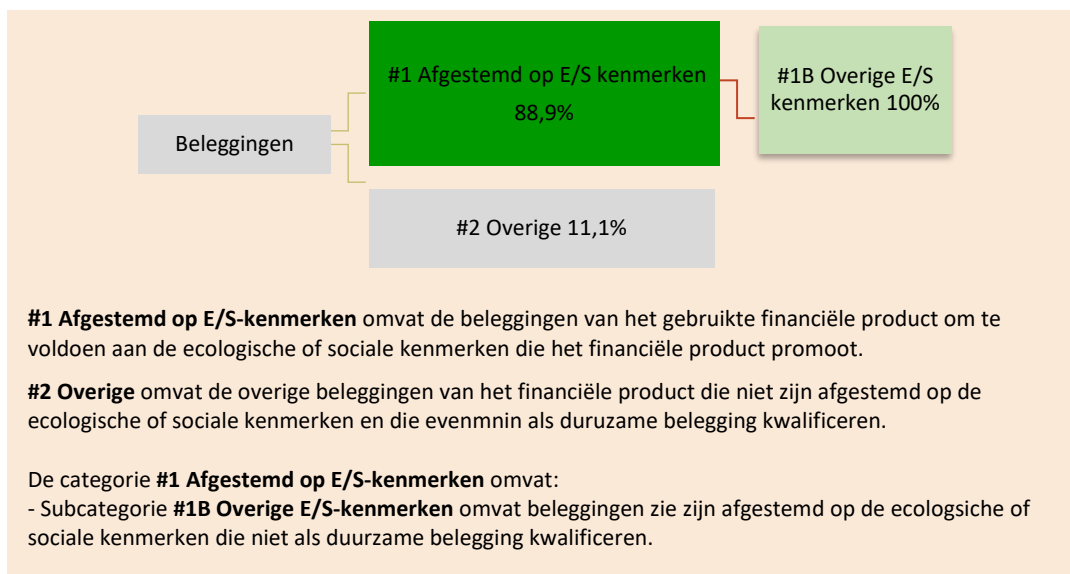 #1 Afgestemd op E/S kenmerken
88,9%
#1B Overige E/S
kenmerken 100%
Beleggingen
#2 Overige 11,1%
#1 Afgestemd op E/S-kenmerken omvat de beleggingen van het gebruikte financiële product om te
voldoen aan de ecologische of sociale kenmerken die het financiële product promoot.
#2 Overige omvat de overige beleggingen van het financiële product die niet zijn afgestemd op de
ecologische of sociale kenmerken en die evenmnin als duruzame belegging kwalificeren.
De categorie #1 Afgestemd op E/S-kenmerken omvat:
- Subcategorie #1B Overige E/S-kenmerken omvat beleggingen zie zijn afgestemd op de ecologsiche of
sociale kenmerken die niet als duurzame belegging kwalificeren.